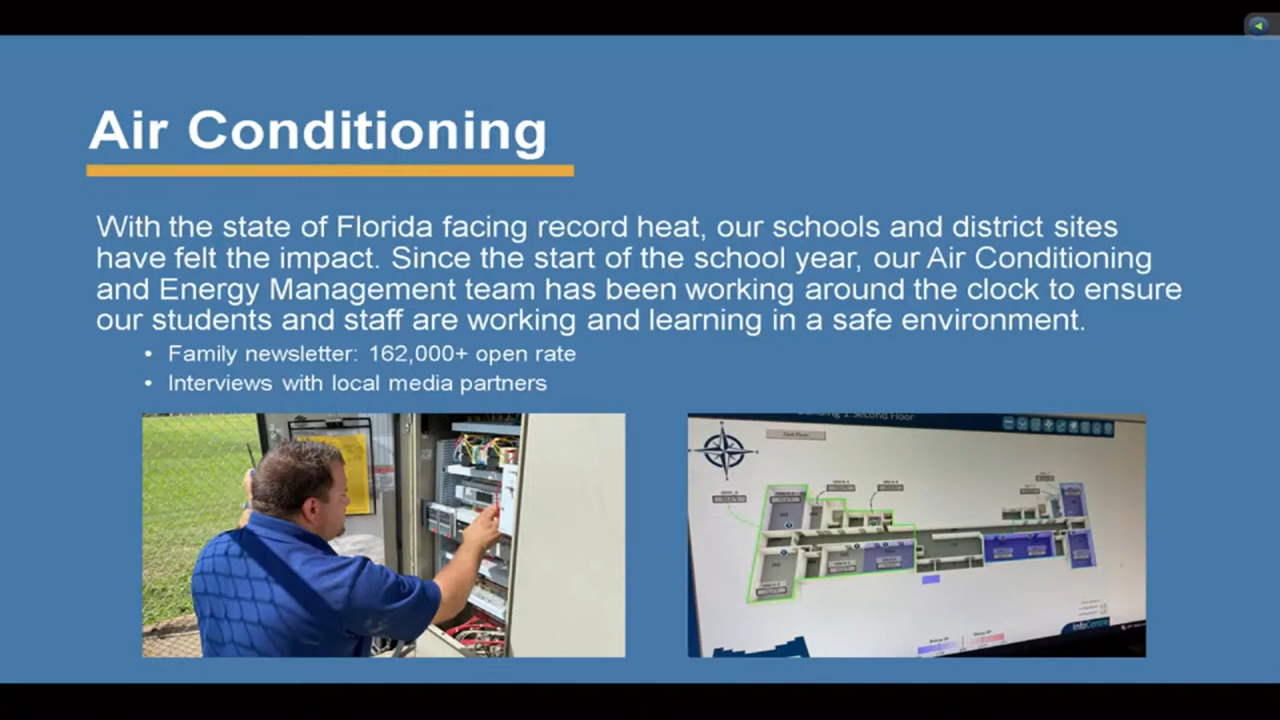 Air Conditioning
With the state of Florida facing record heat, our schools and district sites
have felt the impact. Since the start of the school year, our Air Conditioning
and Energy Management team has been working around the clock to ensure
our students and staff are working and learning in a safe environment.
• Family newsletter: 162,000+ open rate
• Interviews with local media partners
Second Floor